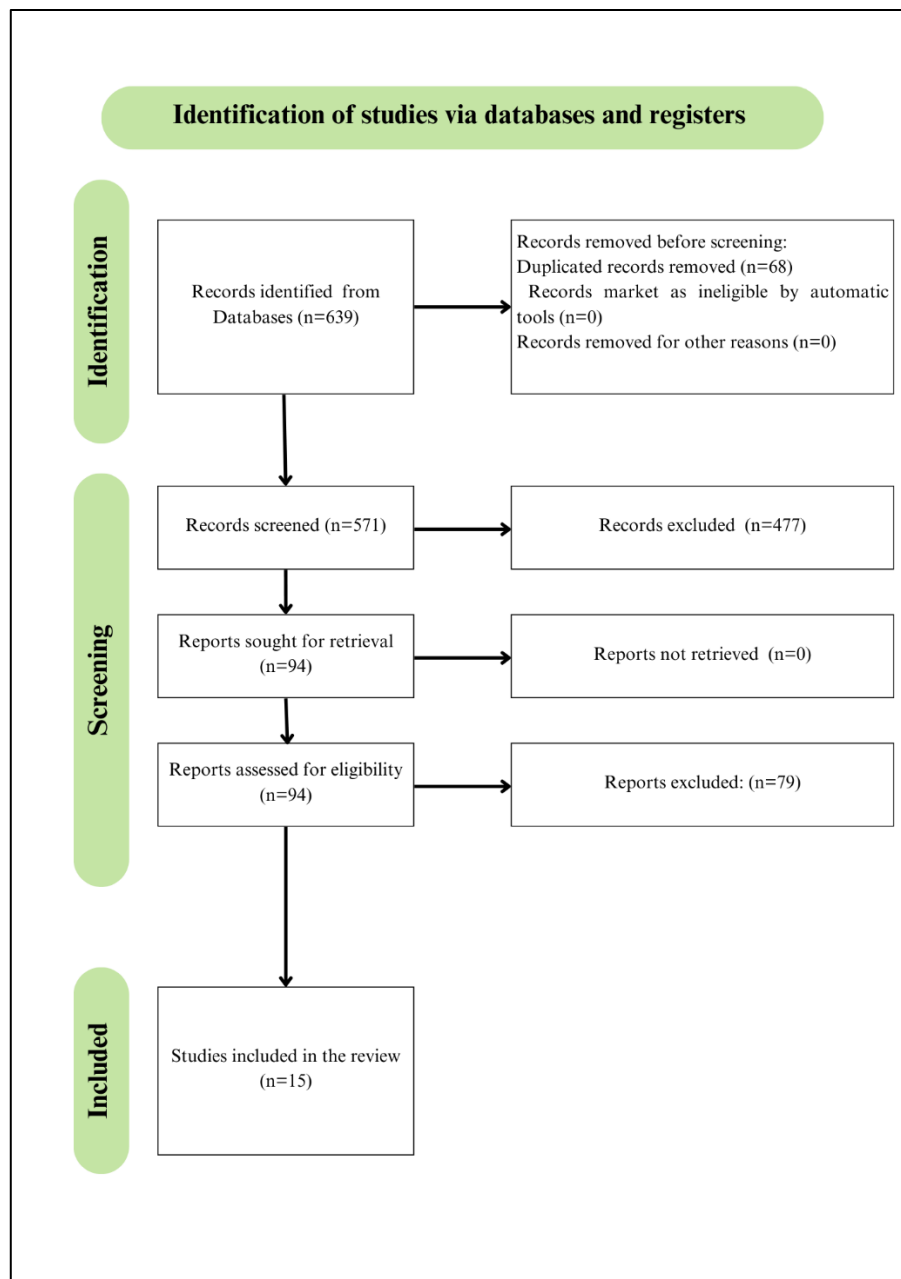 Identification of studies via databases and registers
Identification
Records identified from
Databases (n=639)
Records removed before screening:
Duplicated records removed (n=68)
Records market as ineligible by automatic
tools (n=0)
Records removed for other reasons (n=0)
Screening
Records screened (n=571)
Records excluded (n=477)
Reports sought for retrieval
(n=94)
Reports not retrieved (n=0)
Reports assessed for eligibility
(n=94)
Reports excluded: (n=79)
Included
Studies included in the review
(n=15)